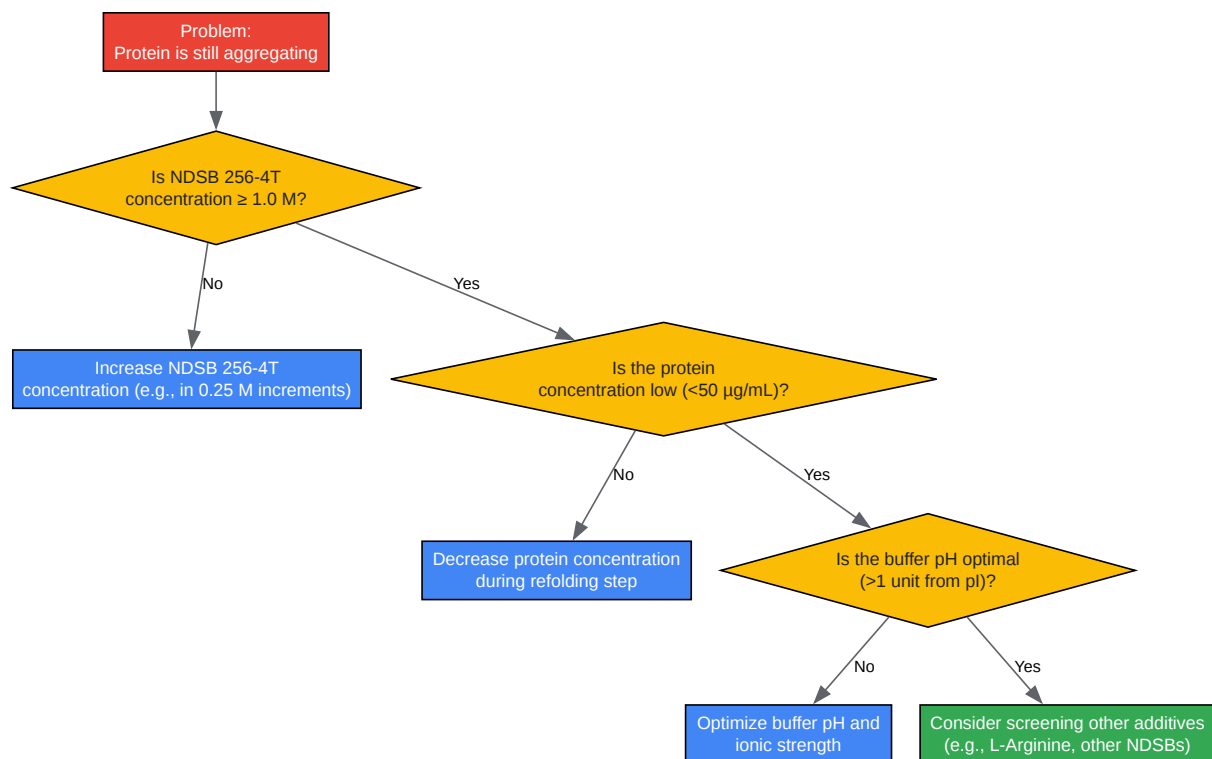 Problem:
Protein is still aggregating
Is NDSB 256-4T
concentration ≥ 1.0 M?
No
Yes
Increase NDSB 256-4T
concentration (e.g., in 0.25 M increments)
Is the protein
concentration low (<50 µg/mL)?
No
Yes
Decrease protein concentration
during refolding step
Is the buffer pH optimal
(>1 unit from pI)?
No
Yes
Optimize buffer pH and
ionic strength
Consider screening other additives
(e.g., L-Arginine, other NDSBs)